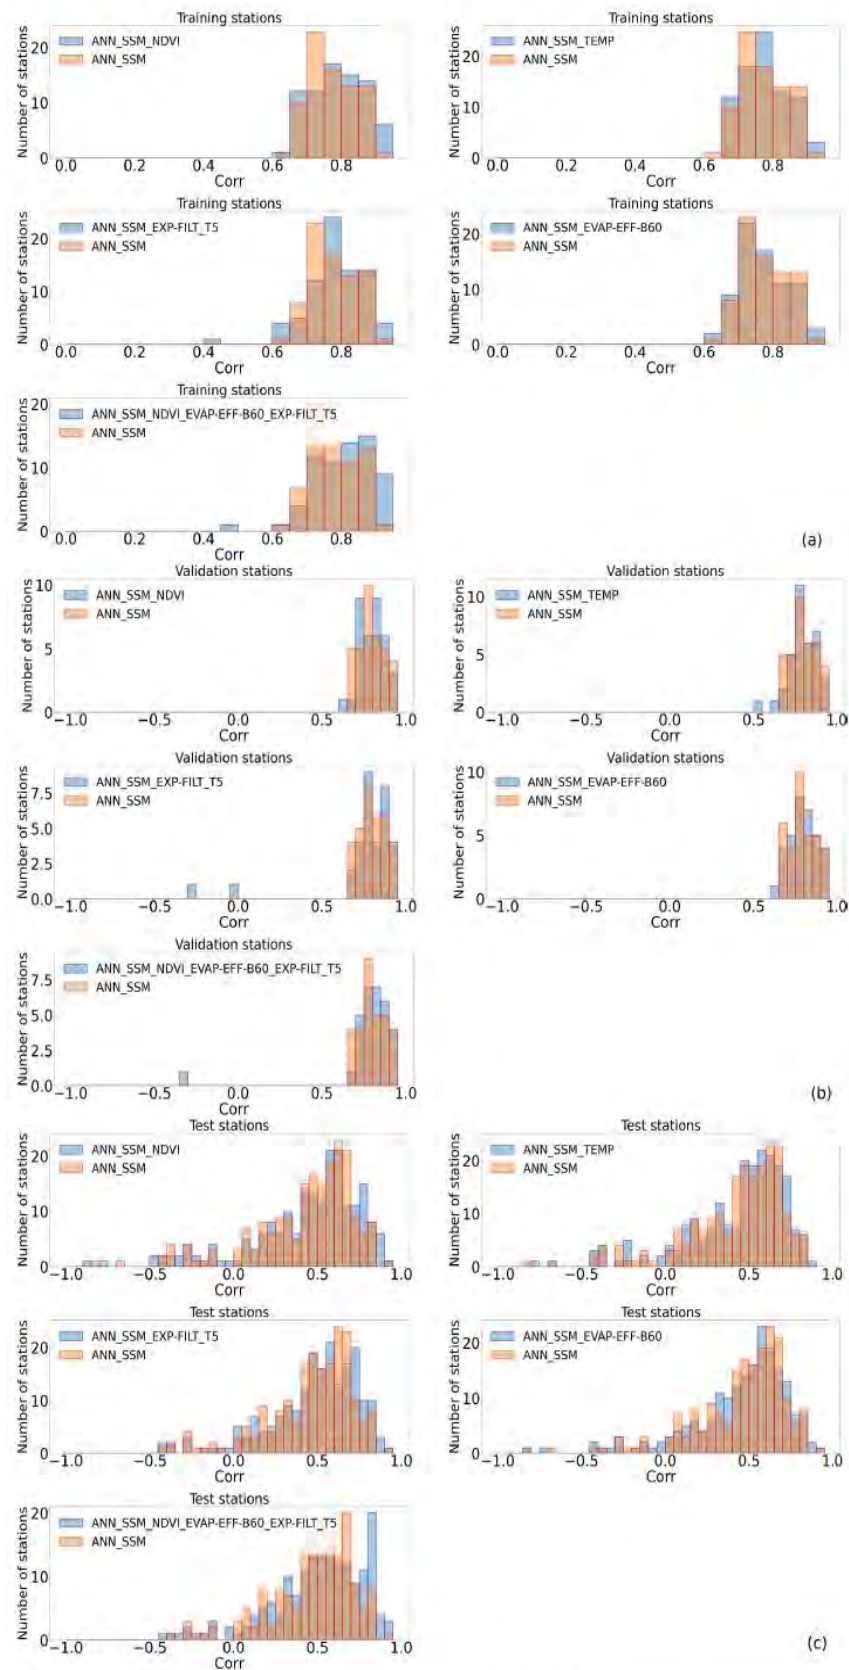 Training stations
Number of stations
20
10
0
ANN_SSM_NDVI
ANN_SSM
0.0 0.2 0.4 0.6 0.8
Corr
Training stations
Number of stations
20
10
0
ANN_SSM_TEMP
ANN_SSM
0.0 0.2 0.4 0.6 0.8
Corr
Training stations
Number of stations
20
10
0
ANN_SSM_EXP-FILT_T5
ANN_SSM
0.0 0.2 0.4 0.6 0.8
Corr
Training stations
Number of stations
20
10
0
ANN_SSM_EVAP-EFF-B60
ANN_SSM
0.0 0.2 0.4 0.6 0.8
Corr
Training stations
Number of stations
20
10
0
ANN_SSM_NDVI_EVAP-EFF-B60_EXP-FILT_T5
ANN_SSM
0.0 0.2 0.4 0.6 0.8
Corr
(a)
Validation stations
Number of stations
10
5
0
ANN_SSM_NDVI
ANN_SSM
−1.0 −0.5 0.0 0.5 1.0
Corr
Validation stations
Number of stations
10
5
0
ANN_SSM_TEMP
ANN_SSM
−1.0 −0.5 0.0 0.5 1.0
Corr
Validation stations
Number of stations
7.5
5.0
2.5
0.0
ANN_SSM_EXP-FILT_T5
ANN_SSM
−1.0 −0.5 0.0 0.5 1.0
Corr
Validation stations
Number of stations
10
5
0
ANN_SSM_EVAP-EFF-B60
ANN_SSM
−1.0 −0.5 0.0 0.5 1.0
Corr
Validation stations
Number of stations
7.5
5.0
2.5
0.0
ANN_SSM_NDVI_EVAP-EFF-B60_EXP-FILT_T5
ANN_SSM
−1.0 −0.5 0.0 0.5 1.0
Corr
(b)
Test stations
Number of stations
20
10
0
ANN_SSM_NDVI
ANN_SSM
−1.0 −0.5 0.0 0.5 1.0
Corr
Test stations
Number of stations
20
10
0
ANN_SSM_TEMP
ANN_SSM
−1.0 −0.5 0.0 0.5 1.0
Corr
Test stations
Number of stations
20
10
0
ANN_SSM_EXP-FILT_T5
ANN_SSM
−1.0 −0.5 0.0 0.5 1.0
Corr
Test stations
Number of stations
20
10
0
ANN_SSM_EVAP-EFF-B60
ANN_SSM
−1.0 −0.5 0.0 0.5 1.0
Corr
Test stations
Number of stations
20
10
0
ANN_SSM_NDVI_EVAP-EFF-B60_EXP-FILT_T5
ANN_SSM
−1.0 −0.5 0.0 0.5 1.0
Corr
(c)